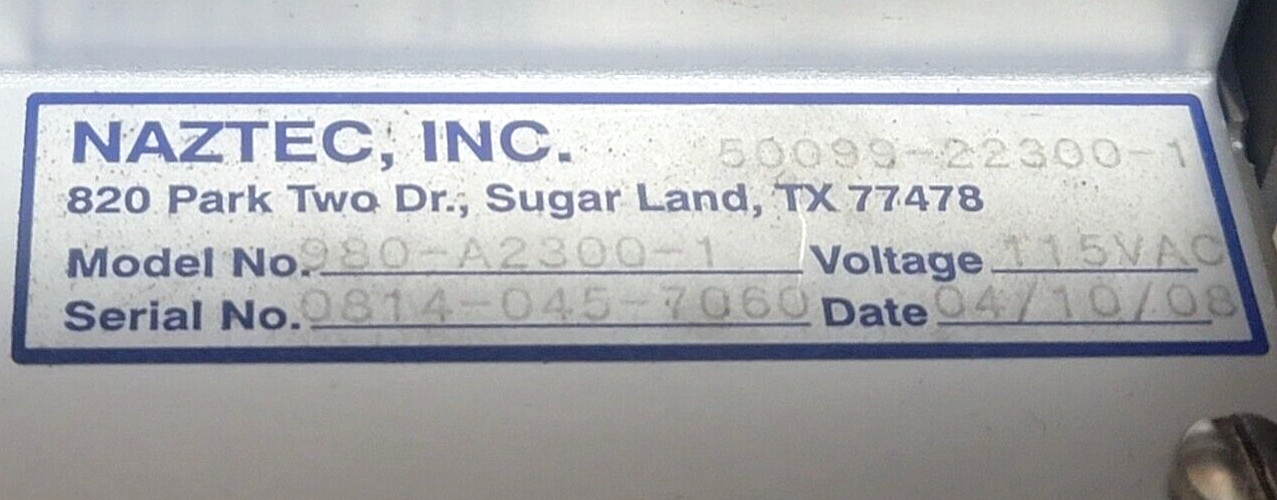 NAZTEC, INC. 50099-22300-1
820 Park Two Dr., Sugar Land, TX 77478
Model No. 980-A2300-1 Voltage 115VAC
Serial No. 0814-045-7060 Date 04/10/08